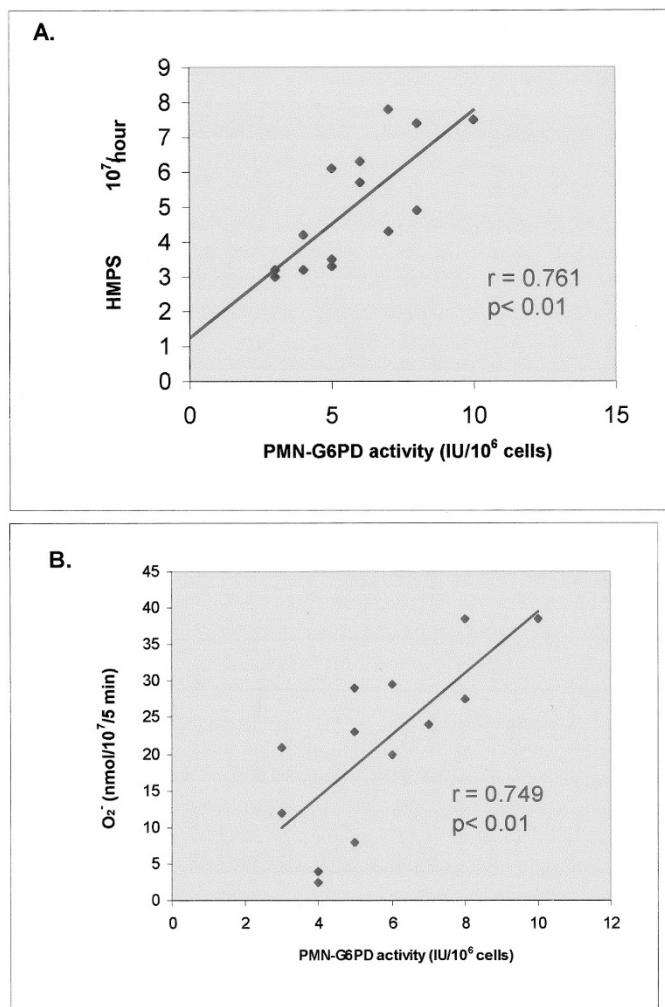 A.
9
8
7
6
5
4
3
2
1
0
HMPS 10⁷/hour
r = 0.761
p< 0.01
0 5 10 15
PMN-G6PD activity (IU/10⁶ cells)
B.
45
40
35
30
25
20
15
10
5
0
O₂⁻ (nmol/10⁷/5 min)
r = 0.749
p< 0.01
0 2 4 6 8 10 12
PMN-G6PD activity (IU/10⁶ cells)